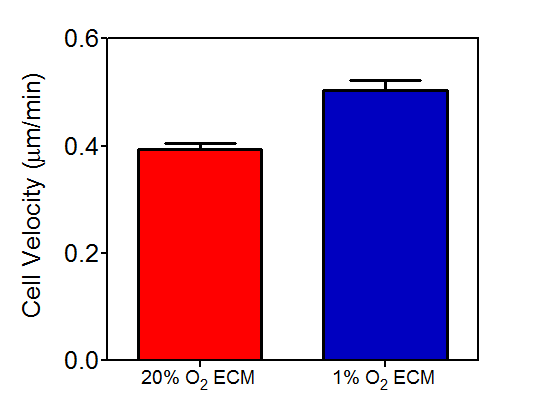 Cell Velocity (μm/min)
0.6
0.4
0.2
0.0
20% O₂ ECM
1% O₂ ECM